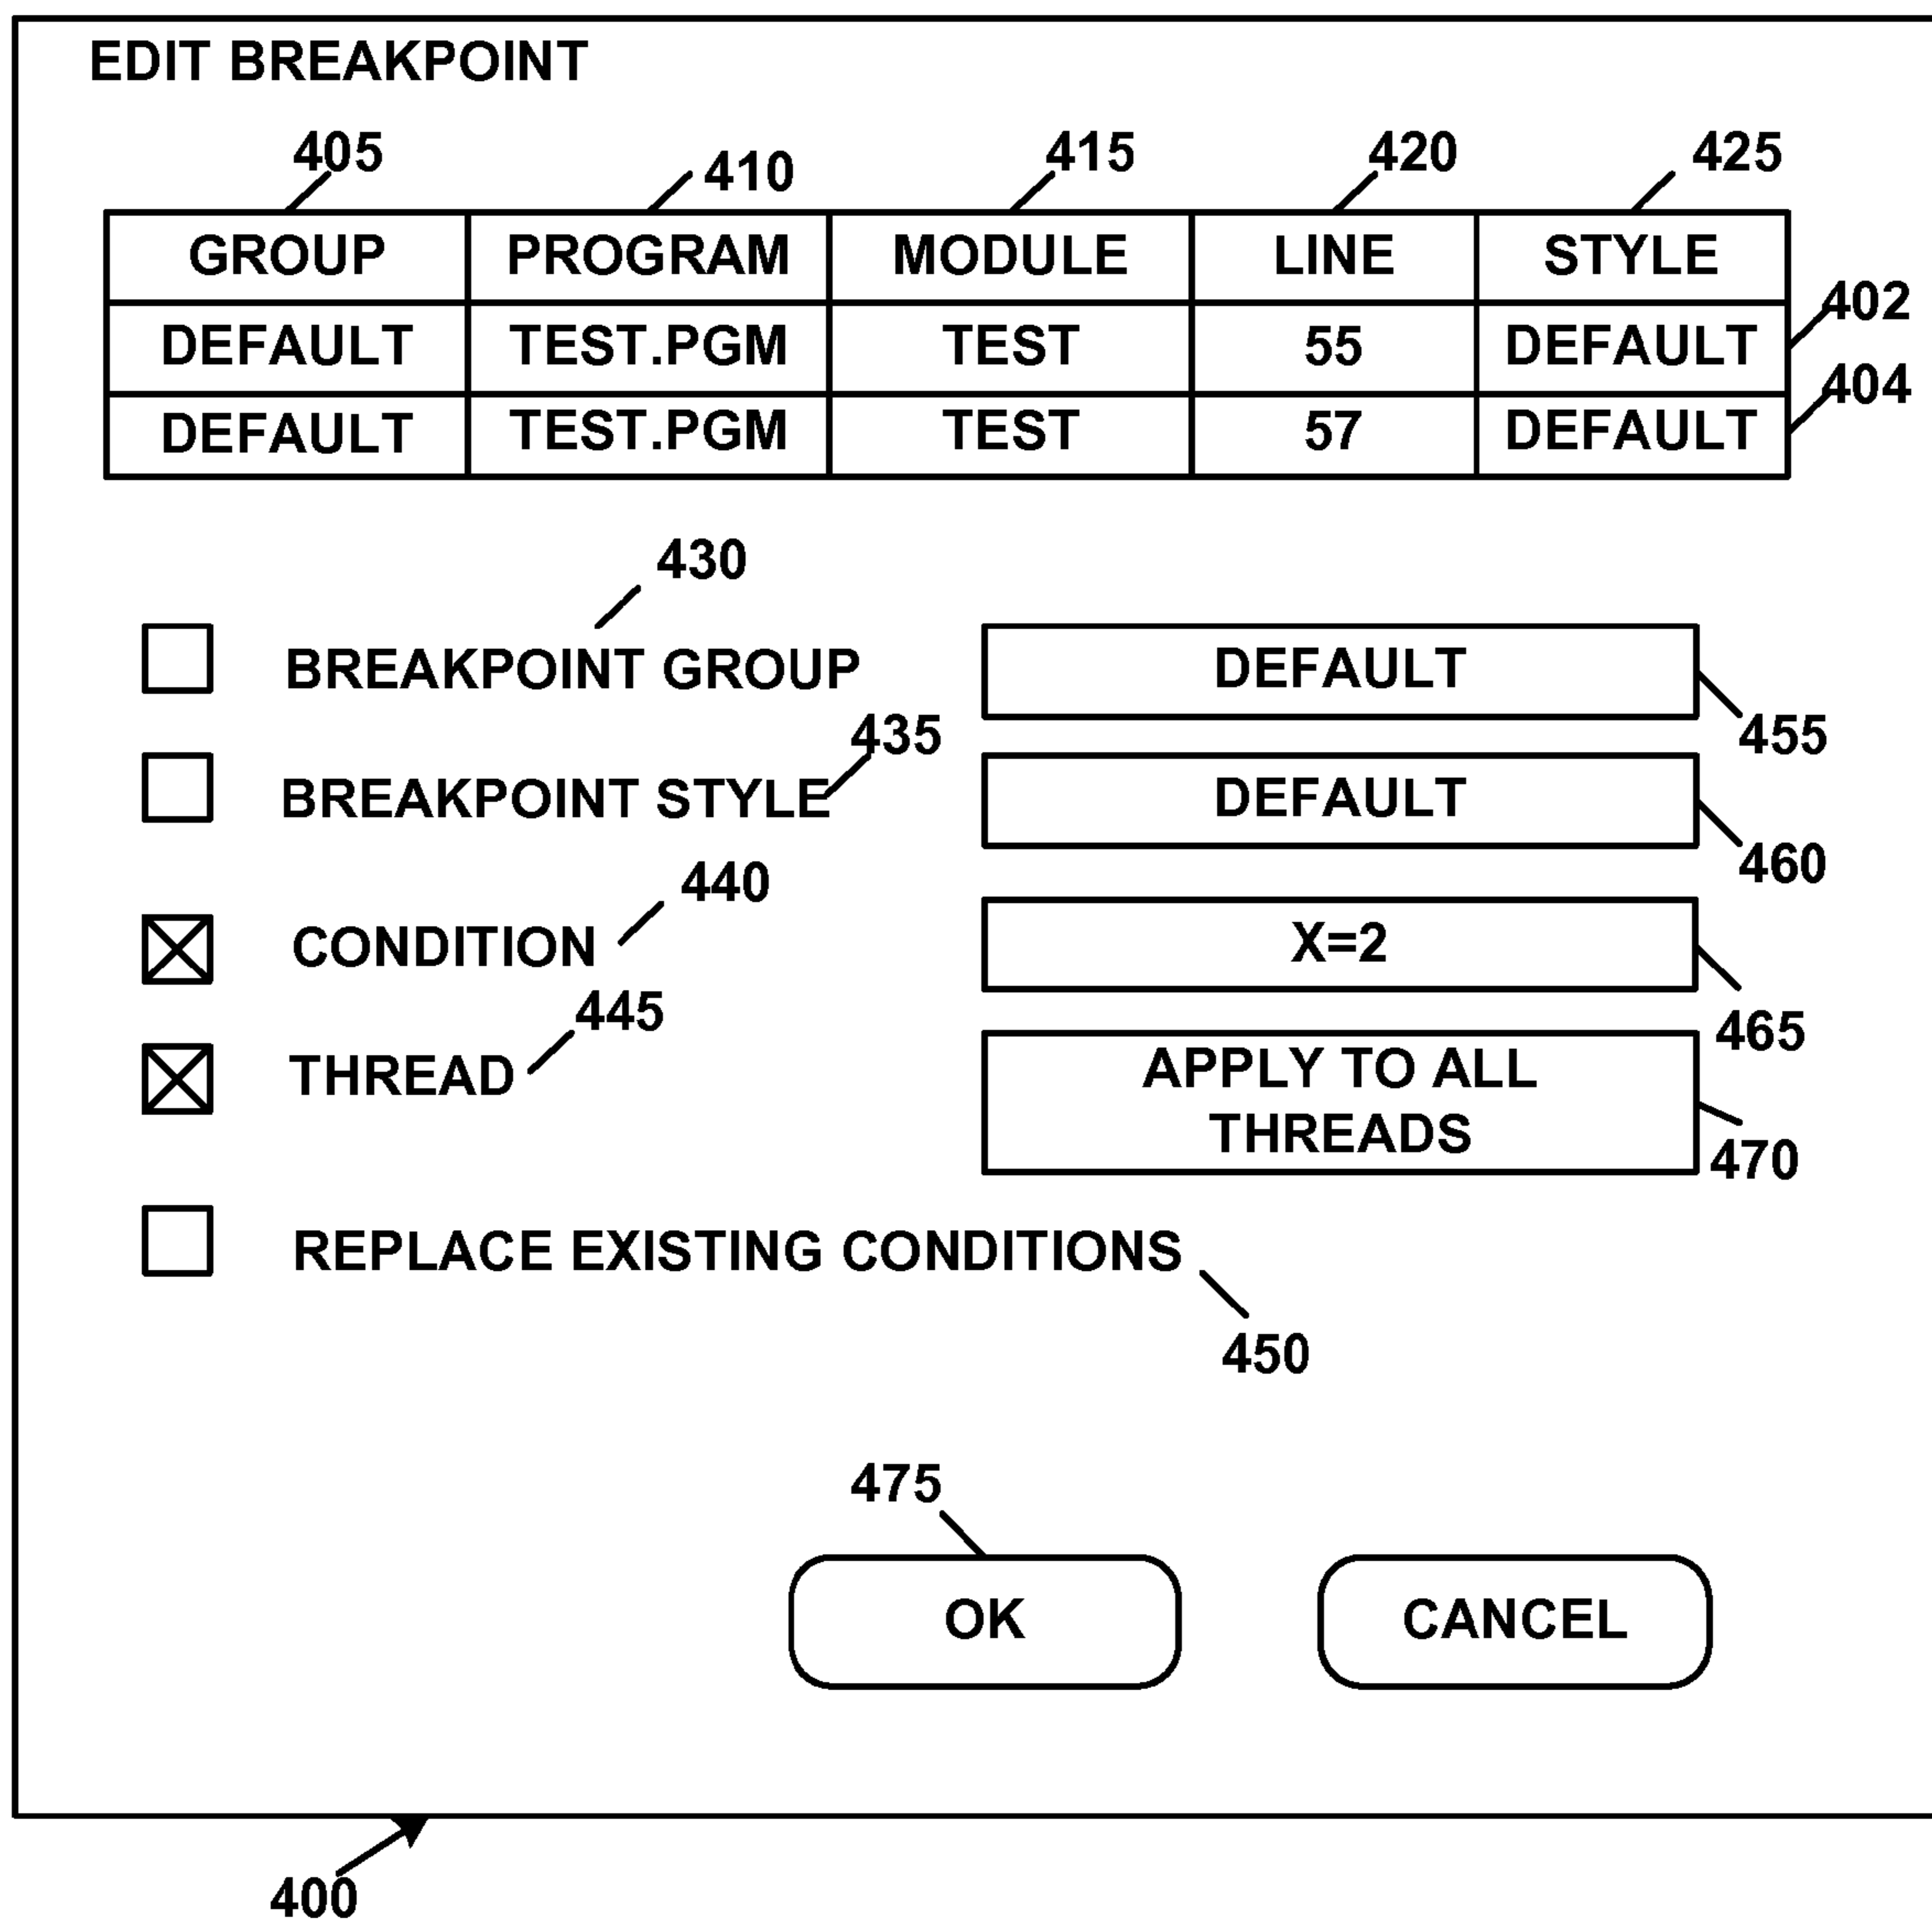 EDIT BREAKPOINT
405 410 415 420 425
GROUP PROGRAM MODULE LINE STYLE
402
DEFAULT TEST.PGM TEST 55 DEFAULT
404
DEFAULT TEST.PGM TEST 57 DEFAULT
430
BREAKPOINT GROUP DEFAULT
435 455
BREAKPOINT STYLE DEFAULT
460
440
CONDITION X=2
445 465
THREAD APPLY TO ALL
THREADS
470
REPLACE EXISTING CONDITIONS
450
475
OK CANCEL
400